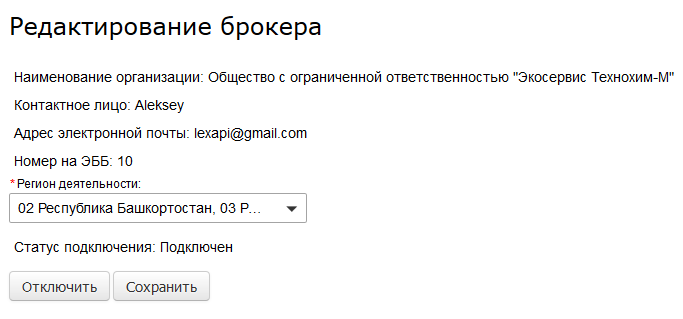 Редактирование брокера
Наименование организации: Общество с ограниченной ответственностью "Экосервис Технохим-М"
Контактное лицо: Aleksey
Адрес электронной почты: lexapi@gmail.com
Номер на ЭББ: 10
* Регион деятельности:
02 Республика Башкортостан, 03 Р...
Статус подключения: Подключен
Отключить Сохранить